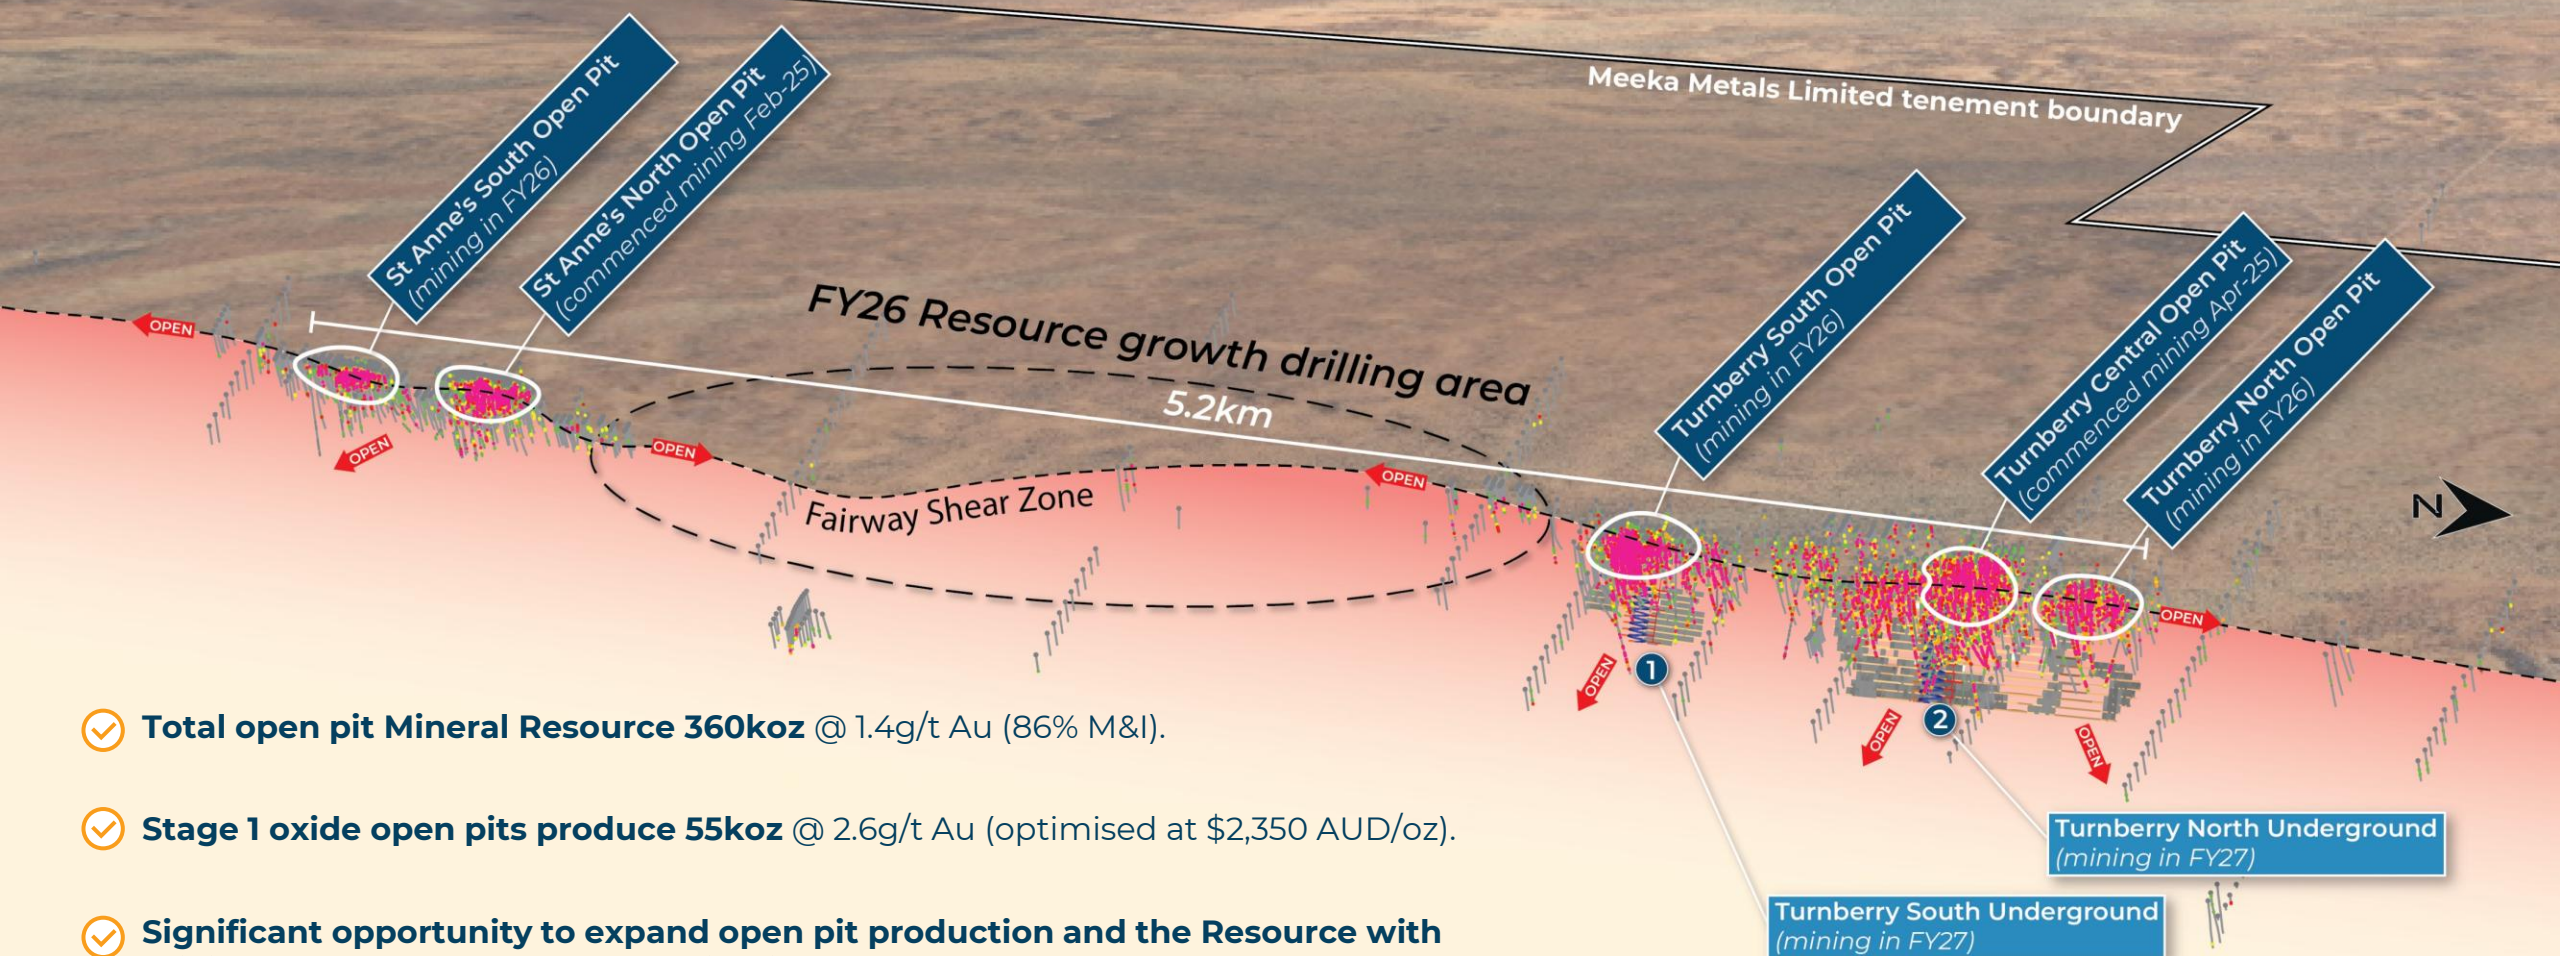 St Anne's South Open Pit
(mining in FY26)
St Anne's North Open Pit
(commenced mining Feb-25)
Meeka Metals Limited tenement boundary
Turnberry South Open Pit
(mining in FY26)
Turnberry Central Open Pit
(commenced mining Apr-25)
Turnberry North Open Pit
(mining in FY26)
FY26 Resource growth drilling area
5.2km
OPEN
OPEN
OPEN
OPEN
Fairway Shear Zone
N
OPEN
OPEN
OPEN
OPEN
1
2
Total open pit Mineral Resource 360koz @ 1.4g/t Au (86% M&I).
Stage 1 oxide open pits produce 55koz @ 2.6g/t Au (optimised at $2,350 AUD/oz).
Significant opportunity to expand open pit production and the Resource with
Turnberry North Underground
(mining in FY27)
Turnberry South Underground
(mining in FY27)